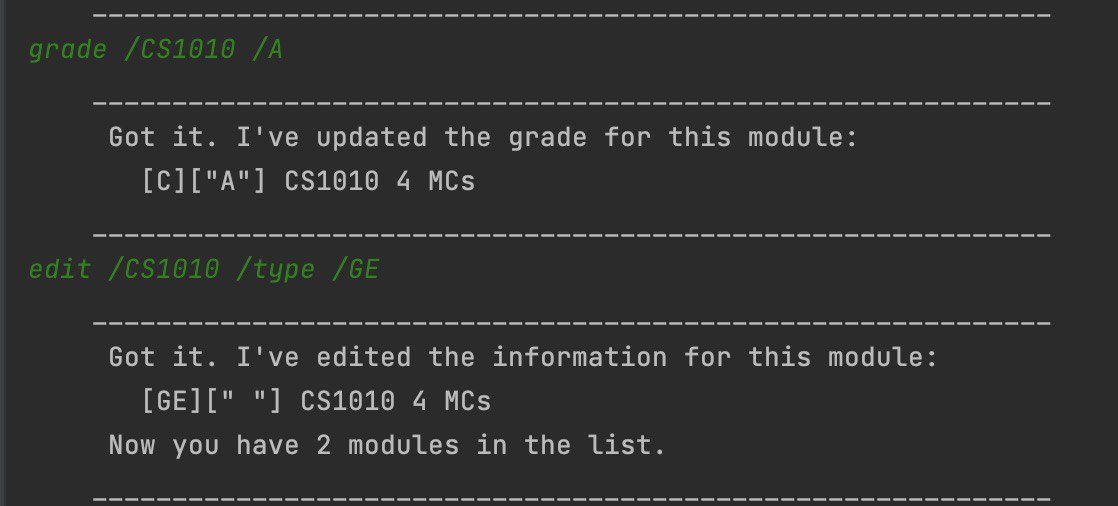 ____________________________________________________________
grade /CS1010 /A
____________________________________________________________
Got it. I've updated the grade for this module:
[C]["A"] CS1010 4 MCs
____________________________________________________________
edit /CS1010 /type /GE
____________________________________________________________
Got it. I've edited the information for this module:
[GE][" "] CS1010 4 MCs
Now you have 2 modules in the list.
____________________________________________________________